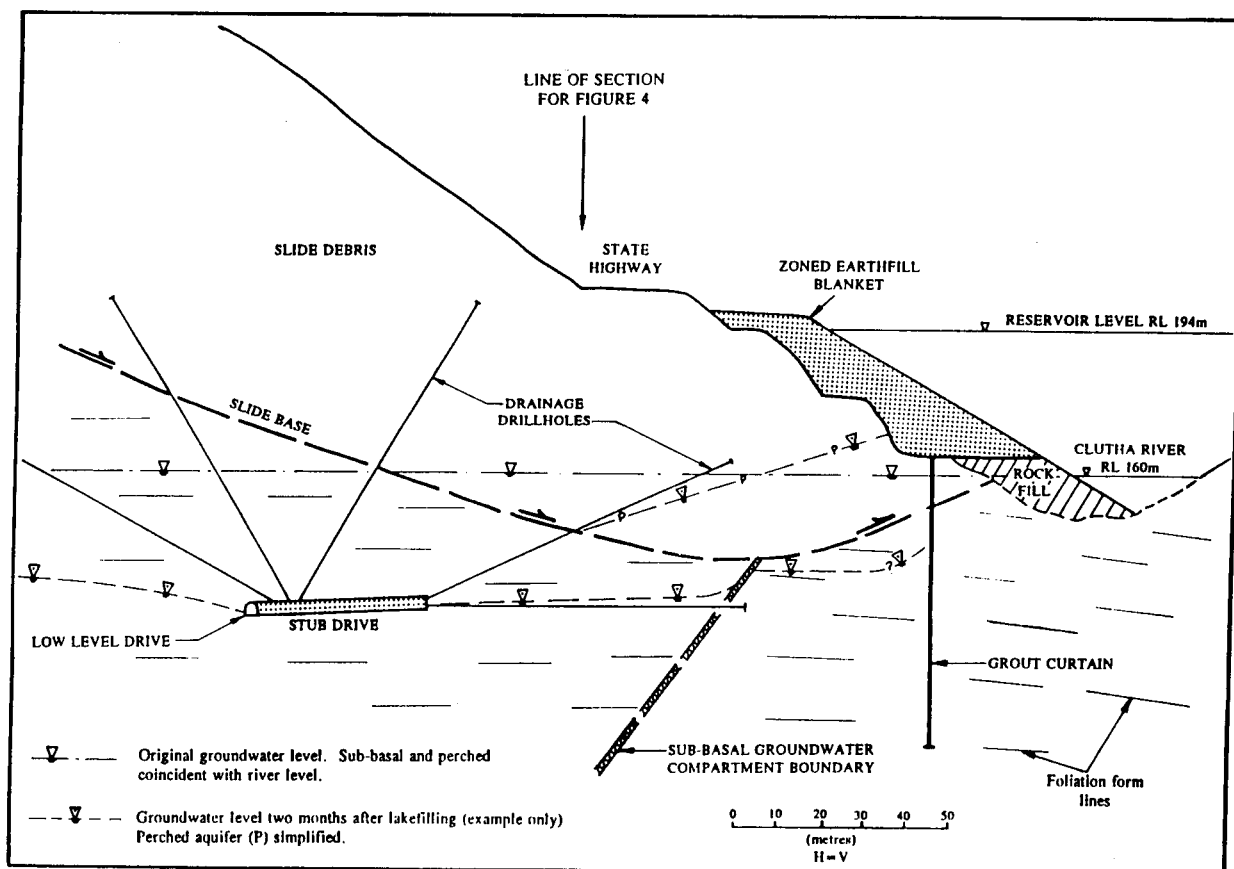 LINE OF SECTION
FOR FIGURE 4
SLIDE DEBRIS
STATE
HIGHWAY
ZONED EARTHFILL
BLANKET
RESERVOIR LEVEL RL 194m
SLIDE BASE
DRAINAGE
DRILLHOLES
CLUTHA RIVER
RL 160m
ROCK-
FILL
P
P
P
?
?
LOW LEVEL DRIVE
STUB DRIVE
GROUT CURTAIN
SUB-BASAL GROUNDWATER
COMPARTMENT BOUNDARY
Foliation form
lines
Original groundwater level. Sub-basal and perched
coincident with river level.
Groundwater level two months after lakefilling (example only)
Perched aquifer (P) simplified.
0 10 20 30 40 50
(metres)
H = V